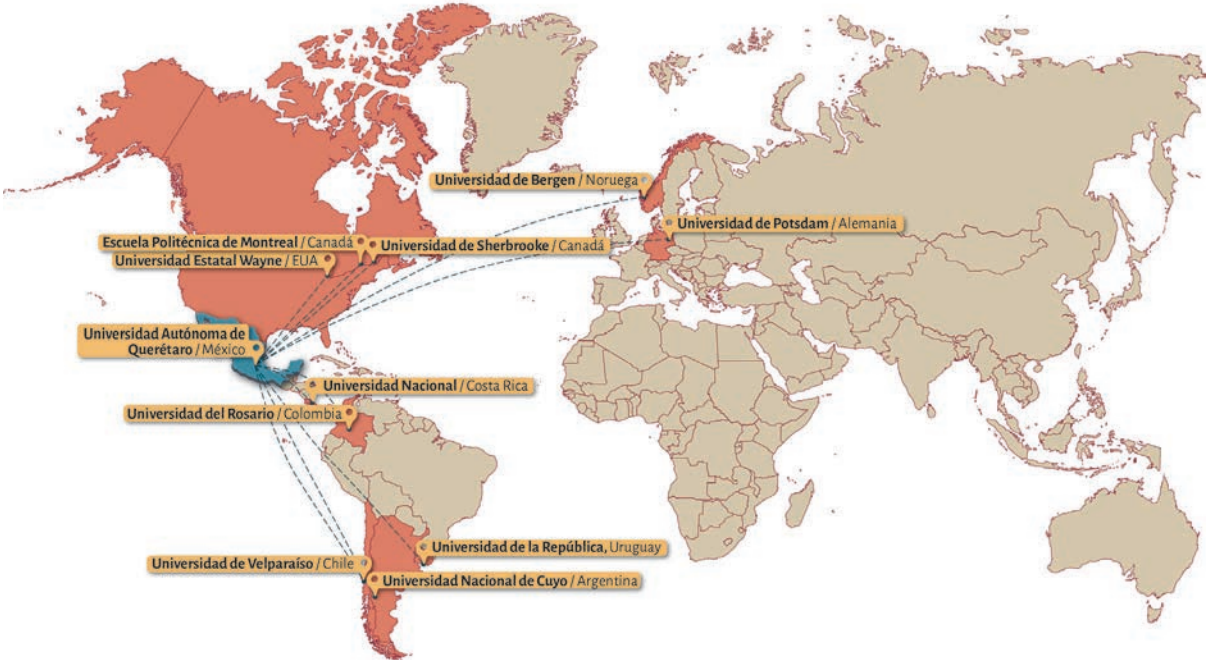 Universidad de Bergen / Noruega
Universidad de Potsdam / Alemania
Escuela Politécnica de Montreal / Canadá
Universidad de Sherbrooke / Canadá
Universidad Estatal Wayne / EUA
Universidad Autónoma de
Querétaro / México
Universidad Nacional / Costa Rica
Universidad del Rosario / Colombia
Universidad de la República, Uruguay
Universidad de Velparaíso / Chile
Universidad Nacional de Cuyo / Argentina